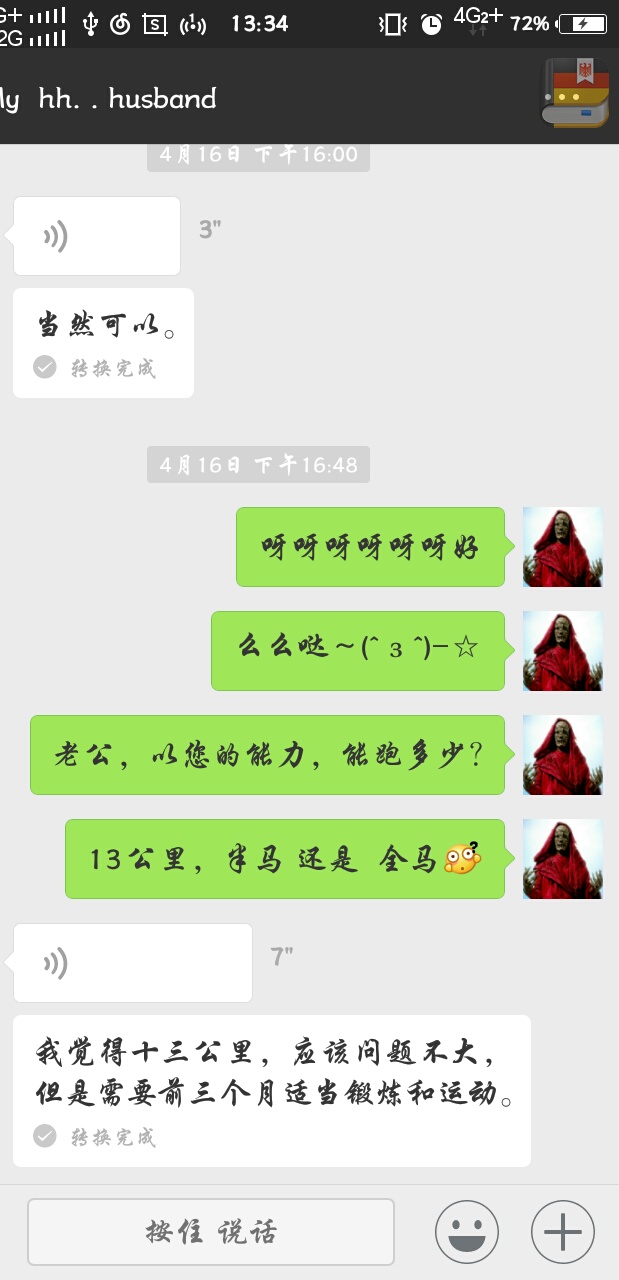 G+
2G
S
13:34
4G 2G+ 72%
My hh. . husband
4月16日 下午16:00
3"
当然可以。
转换完成
4月16日 下午16:48
呀呀呀呀呀呀好
么么哒～(ˆ з ˆ)−☆
老公，以您的能力，能跑多少？
13公里，半马 还是 全马
7"
我觉得十三公里，应该问题不大，
但是需要前三个月适当锻炼和运动。
转换完成
按住 说话